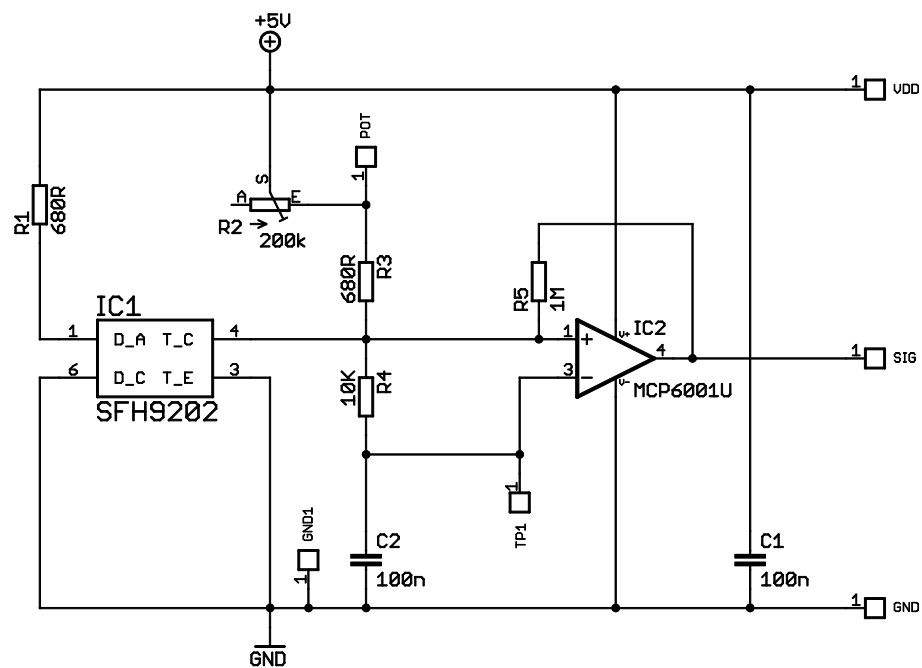 +5V
1
VDD
POT
1
S
A
E
R2
200k
R1
680R
680R
R3
R5
1M
IC1
1
D_A
T_C
4
6
D_C
T_E
3
SFH9202
10K
R4
1
+
V+
IC2
4
3
-
V-
MCP6001U
1
SIG
1
TP1
GND1
1
C2
100n
C1
100n
1
GND
GND